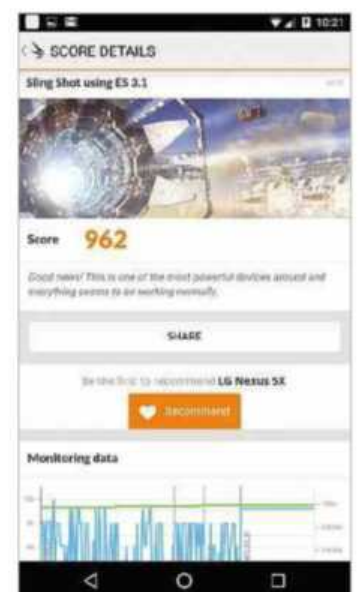 10:21
SCORE DETAILS
Sling Shot using ES 3.1
Score 962
Good news! This is one of the most powerful devices around and
everything seems to be working normally.
SHARE
Be the first to recommend LG Nexus 5X
Recommend
Monitoring data